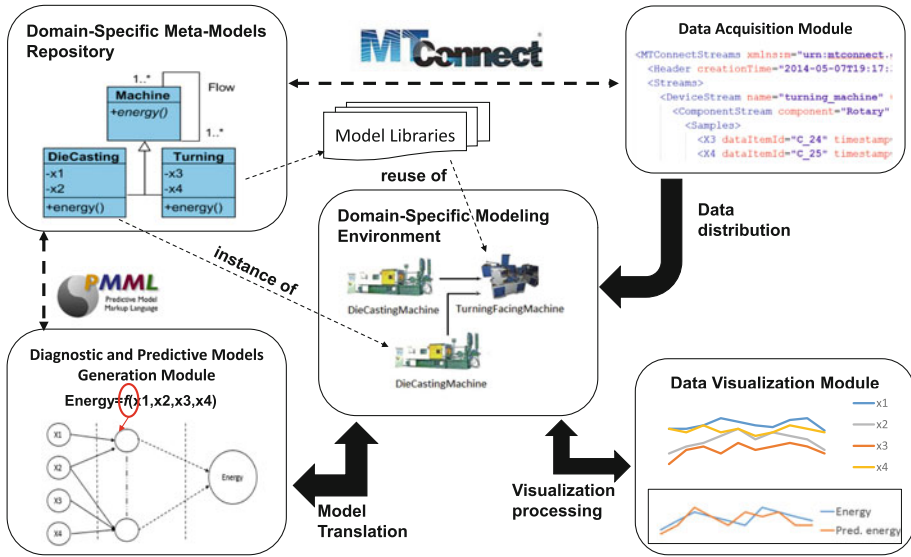 Domain-Specific Meta-Models
Repository
1..*
Flow
Machine
+energy()
1..*
DieCasting
-x1
-x2
+energy()
Turning
-x3
-x4
+energy()
MTConnect
Model Libraries
reuse of
instance of
Data Acquisition Module
<MTConnectStreams xmlns:m="urn:mtconnect.
<Header creationTime="2014-05-07T19:17:
<Streams>
<DeviceStream name="turning_machine"
<ComponentStream component="Rotary"
<Samples>
<X3 dataItemId="C_24" timestamp
<X4 dataItemId="C_25" timestamp
Data
distribution
Domain-Specific Modeling
Environment
DieCastingMachine
TurningFacingMachine
DieCastingMachine
PMML
Predictive Model
Markup Language
Diagnostic and Predictive Models
Generation Module
Energy=f(x1,x2,x3,x4)
X1
X2
X3
X4
Energy
Model
Translation
Visualization
processing
Data Visualization Module
x1
x2
x3
x4
Energy
Pred. energy